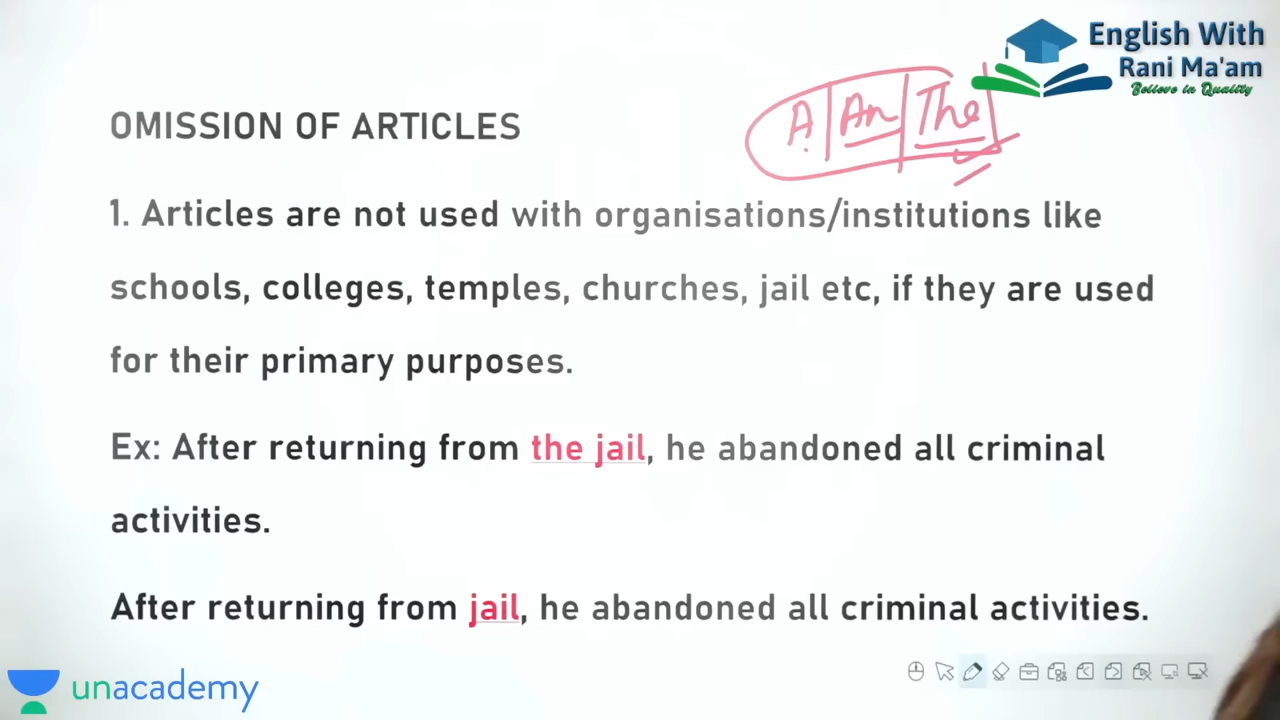 English With
Rani Ma'am
Believe in Quality
A An The
OMISSION OF ARTICLES
1. Articles are not used with organisations/institutions like
schools, colleges, temples, churches, jail etc, if they are used
for their primary purposes.
Ex: After returning from the jail, he abandoned all criminal
activities.
After returning from jail, he abandoned all criminal activities.
unacademy